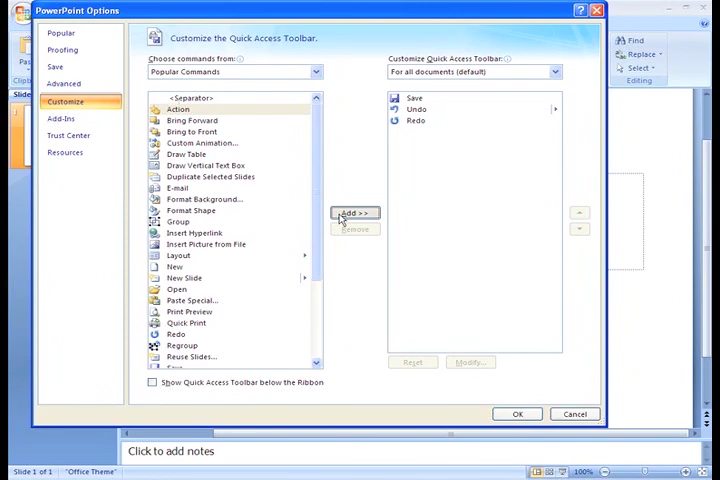 PowerPoint Options
Popular
Proofing
Save
Advanced
Customize
Add-Ins
Trust Center
Resources
Customize the Quick Access Toolbar.
Choose commands from:
Popular Commands
<Separator>
Action
Bring Forward
Bring to Front
Custom Animation...
Draw Table
Draw Vertical Text Box
Duplicate Selected Slides
E-mail
Format Background...
Format Shape
Group
Insert Hyperlink
Insert Picture from File
Layout
New
New Slide
Open
Paste Special...
Print Preview
Quick Print
Redo
Regroup
Reuse Slides...
Show Quick Access Toolbar below the Ribbon
Add >>
Remove
Customize Quick Access Toolbar:
For all documents (default)
Save
Undo
Redo
Reset
Modify...
OK
Cancel
Find
Replace
Select
Editing
Click to add notes
Slide 1 of 1
"Office Theme"
100%